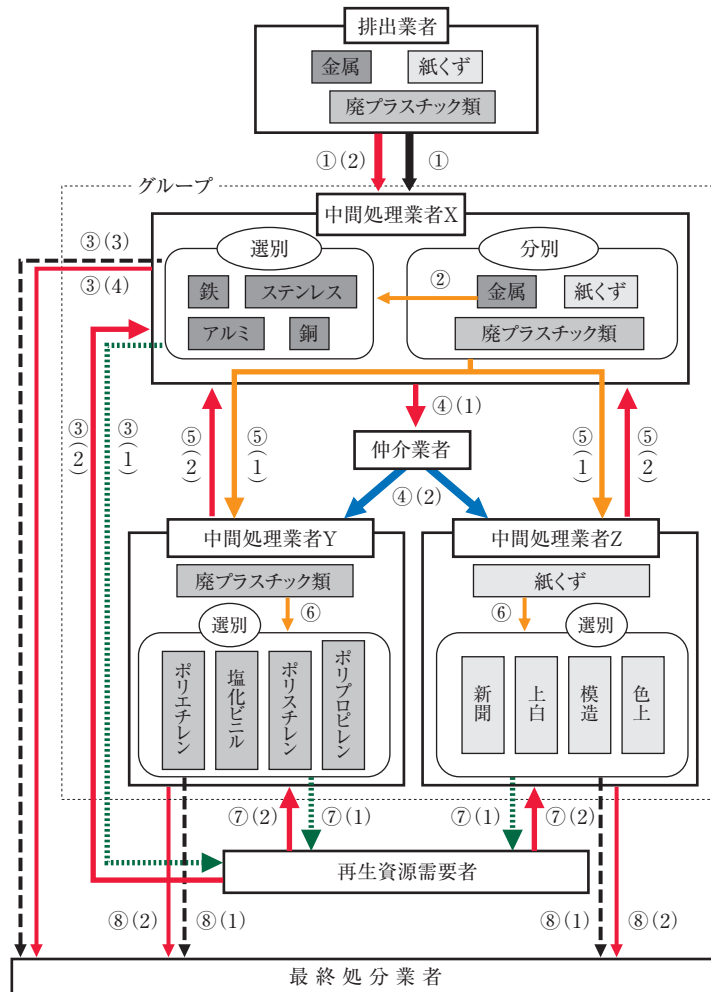 排出業者
金属
紙くず
廃プラスチック類
①(2)
①
グループ
中間処理業者X
③(3)
③(4)
選別
分別
鉄
ステンレス
アルミ
銅
②
金属
紙くず
廃プラスチック類
③(2)
③(1)
⑤(2)
⑤(1)
④(1)
仲介業者
④(2)
⑤(1)
⑤(2)
中間処理業者Y
廃プラスチック類
⑥
選別
ポリエチレン
塩化ビニル
ポリスチレン
ポリプロピレン
中間処理業者Z
紙くず
⑥
選別
新聞
上白
模造
色上
⑦(2)
⑦(1)
⑦(1)
⑦(2)
再生資源需要者
⑧(2)
⑧(1)
⑧(1)
⑧(2)
最終処分業者